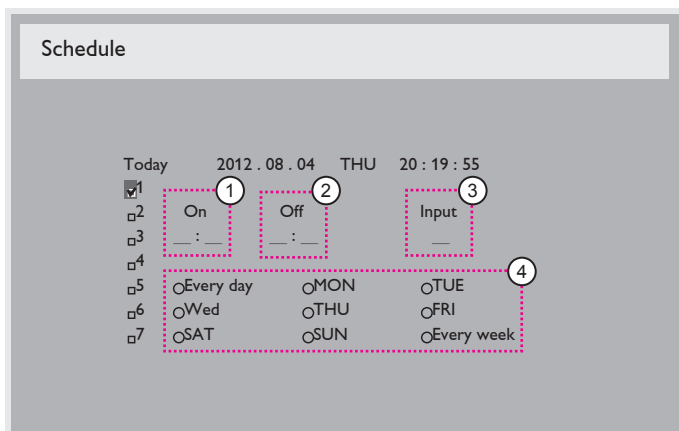 Schedule
Today 2012 . 08 . 04 THU 20 : 19 : 55
1
1 2 3
2 On Off Input
3 __ : __ __ : __ __
4
4
5 Every day MON TUE
6 Wed THU FRI
7 SAT SUN Every week